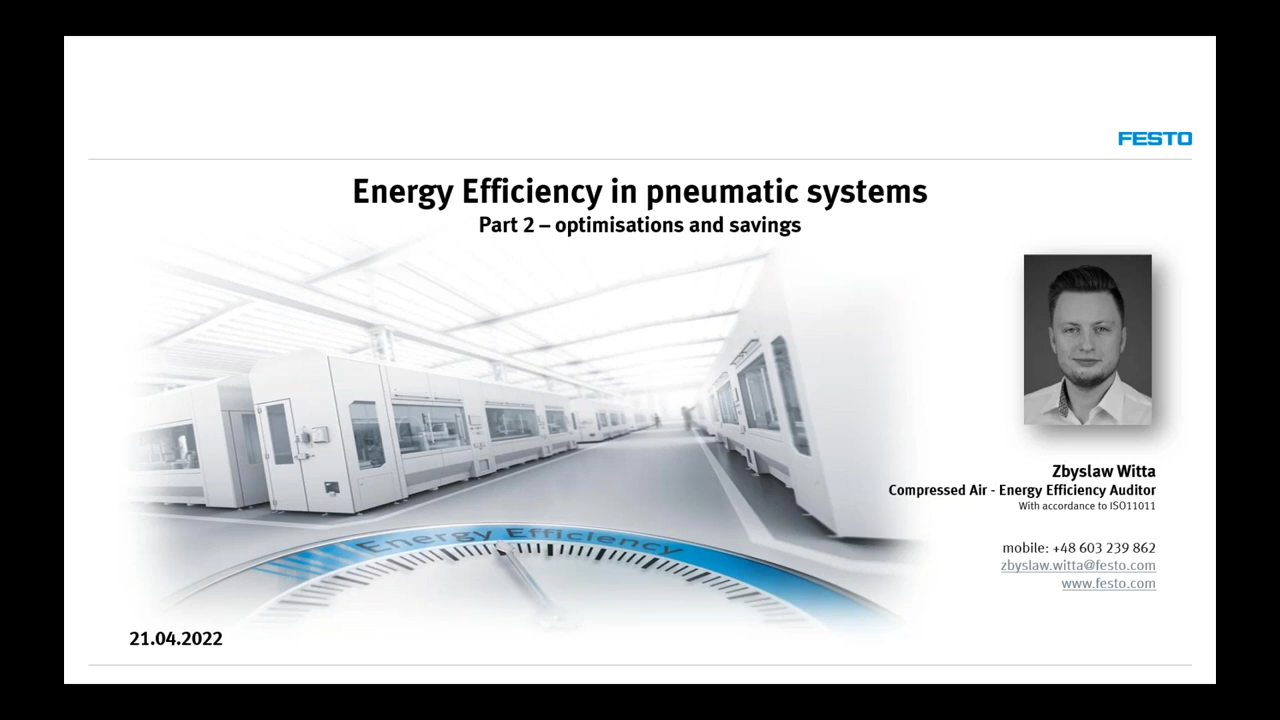 FESTO
Energy Efficiency in pneumatic systems
Part 2 – optimisations and savings
Zbyslaw Witta
Compressed Air - Energy Efficiency Auditor
With accordance to ISO11011
mobile: +48 603 239 862
zbyslaw.witta@festo.com
www.festo.com
Energy Efficiency
21.04.2022